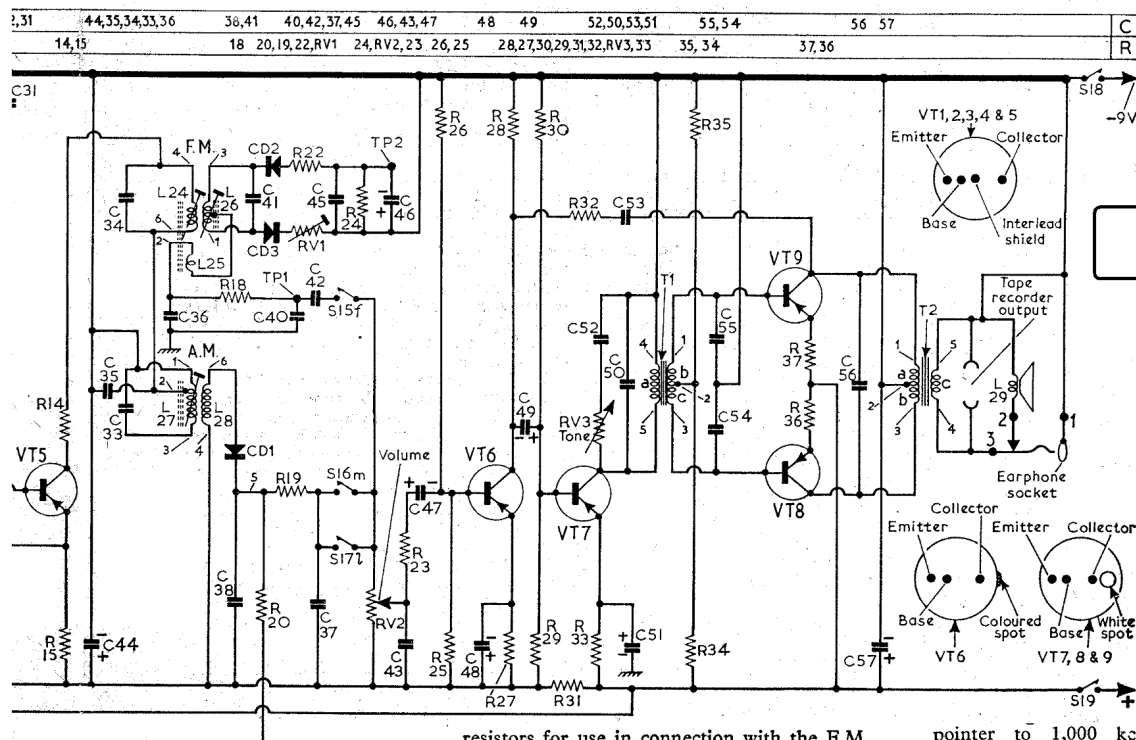 2,31 44,35,34,33,36 38,41 40,42,37,45 46,43,47 48 49 52,50,53,51 55,54 56 57 C
14,15 18 20,19,22,RV1 24,RV2,23 26,25 28,27,30,29,31,32,RV3,33 35,34 37,36 R
C31
S18
-9V
R 26
R 28
R 30
R35
VT1,2,3,4 & 5
Emitter
Collector
Base
Interlead shield
F.M.
4
3
CD2
R22
TP2
L24
L 26
C 41
C 45
R 24
- + C 46
C 34
6
2
1
CD3
RV1
L25
R32
C53
VT9
T1
TP1
C 42
R18
C36
C40
S15f
Tape recorder output
C52
C 50
C 55
R 37
C 56
T2
A.M.
C 35
1
6
2
L 27
L 28
C 33
3
4
R14
4
a
5
1
b
2
c
3
C54
R 36
1
a
2
b
3
5
c
4
L 29
2
1
3
Earphone socket
C 49
- +
RV3 Tone
VT5
CD1
Volume
VT6
VT7
VT8
5
R19
S16m
+ -
C47
S17l
R 23
Collector
Emitter
Emitter
Collector
C 38
R 20
C 37
RV2
Base
Coloured spot
Base
White spot
VT6
VT7, 8 & 9
R 15
- + C44
C 43
R 25
C 48 - +
R27
R 29
R 33
+ - C51
R31
R34
C57 - +
S19
+
resistors for use in connection with the F.M.
pointer to 1,000 kc